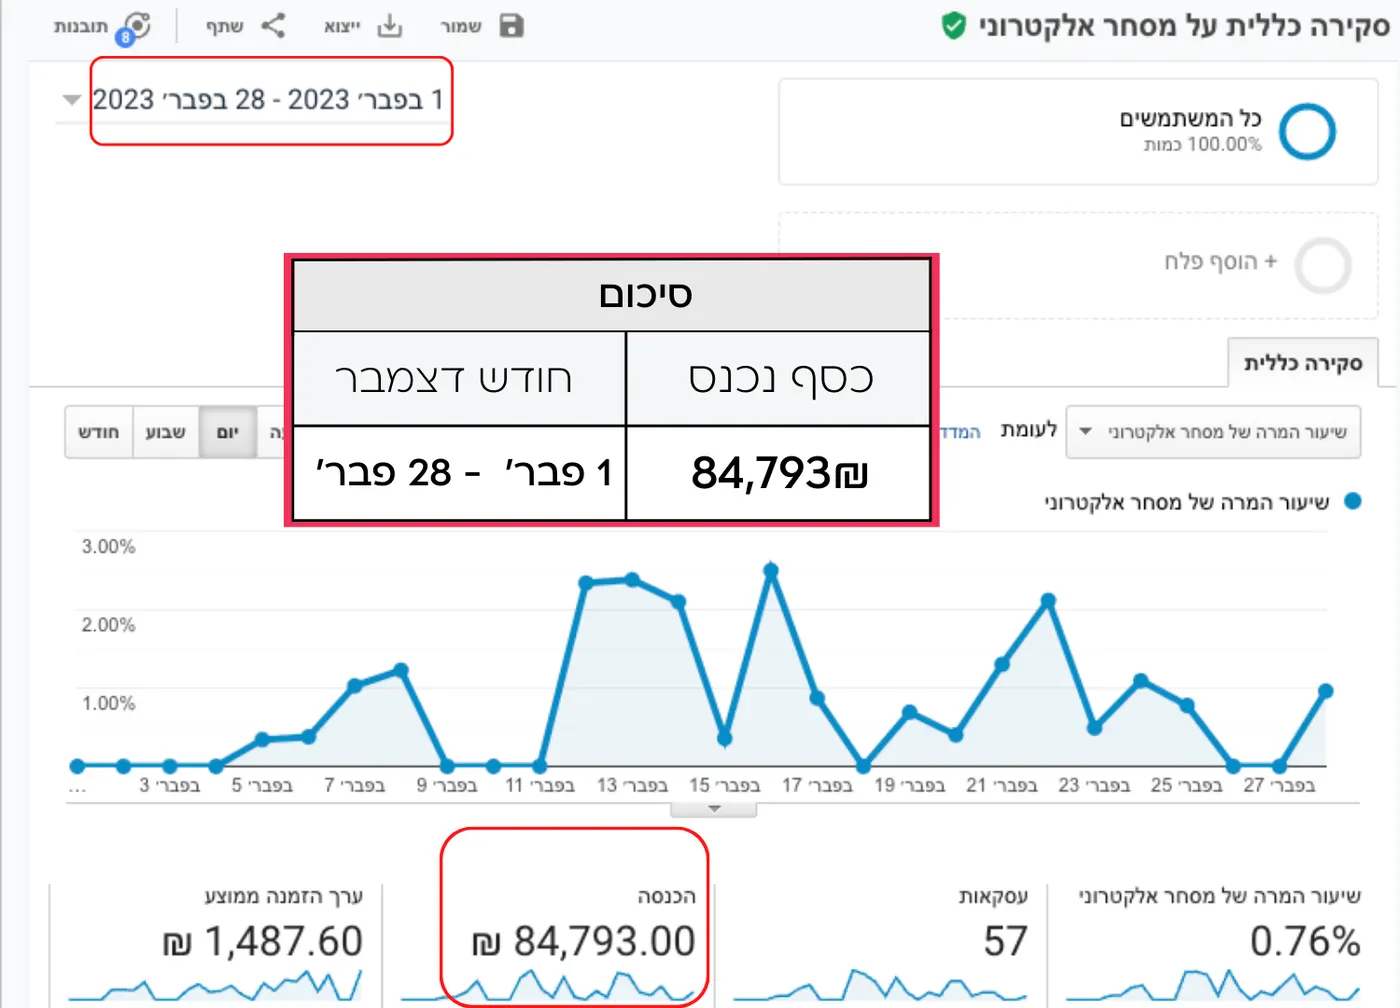 סקירה כללית על מסחר אלקטרוני
שמור
ייצוא
שתף
תובנות
8
1 בפבר׳ 2023 - 28 בפבר׳ 2023
כל המשתמשים
100.00% כמות
+ הוסף פלח
סיכום
כסף נכנס
חודש דצמבר
₪84,793
1 פבר' - 28 פבר'
סקירה כללית
שיעור המרה של מסחר אלקטרוני
לעומת
יום
שבוע
חודש
שיעור המרה של מסחר אלקטרוני
3.00%
2.00%
1.00%
...
3 בפבר׳
5 בפבר׳
7 בפבר׳
9 בפבר׳
11 בפבר׳
13 בפבר׳
15 בפבר׳
17 בפבר׳
19 בפבר׳
21 בפבר׳
23 בפבר׳
25 בפבר׳
27 בפבר׳
שיעור המרה של מסחר אלקטרוני
0.76%
עסקאות
57
הכנסה
84,793.00 ₪
ערך הזמנה ממוצע
1,487.60 ₪